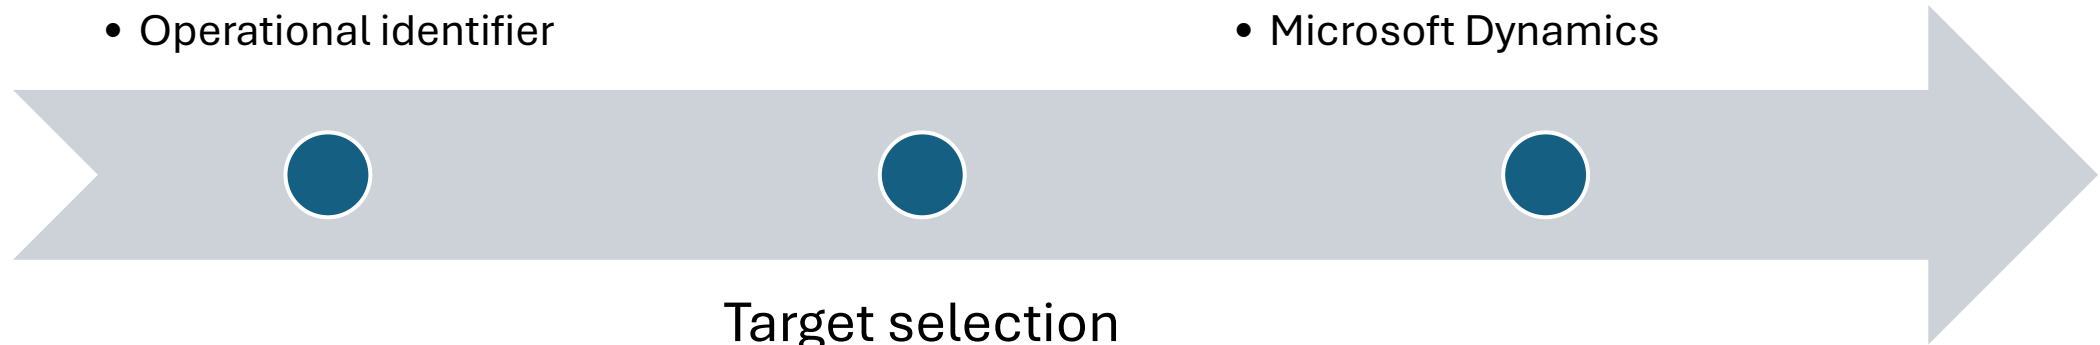 • Operational identifier
• Microsoft Dynamics
Target selection